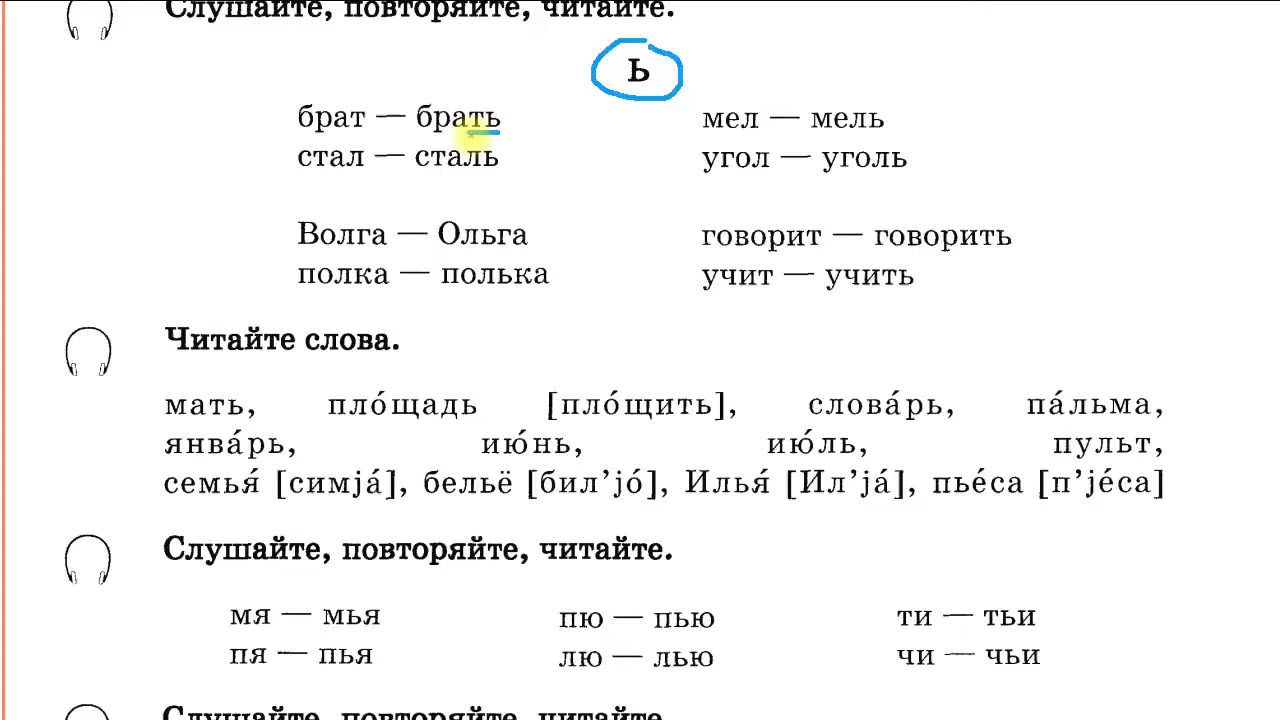 Слушайте, повторяйте, читайте.
ь
брат — брать мел — мель
стал — сталь угол — уголь
Волга — Ольга говорит — говорить
полка — полька учит — учить
Читайте слова.
мать, пло́щадь [пло́щить], слова́рь, па́льма,
янва́рь, ию́нь, ию́ль, пульт,
семья́ [симjа́], бельё [бил’jо́], Илья́ [Ил’jа́], пье́са [п’jе́са]
Слушайте, повторяйте, читайте.
мя — мья пю — пью ти — тьи
пя — пья лю — лью чи — чьи
Слушайте, повторяйте, читайте.